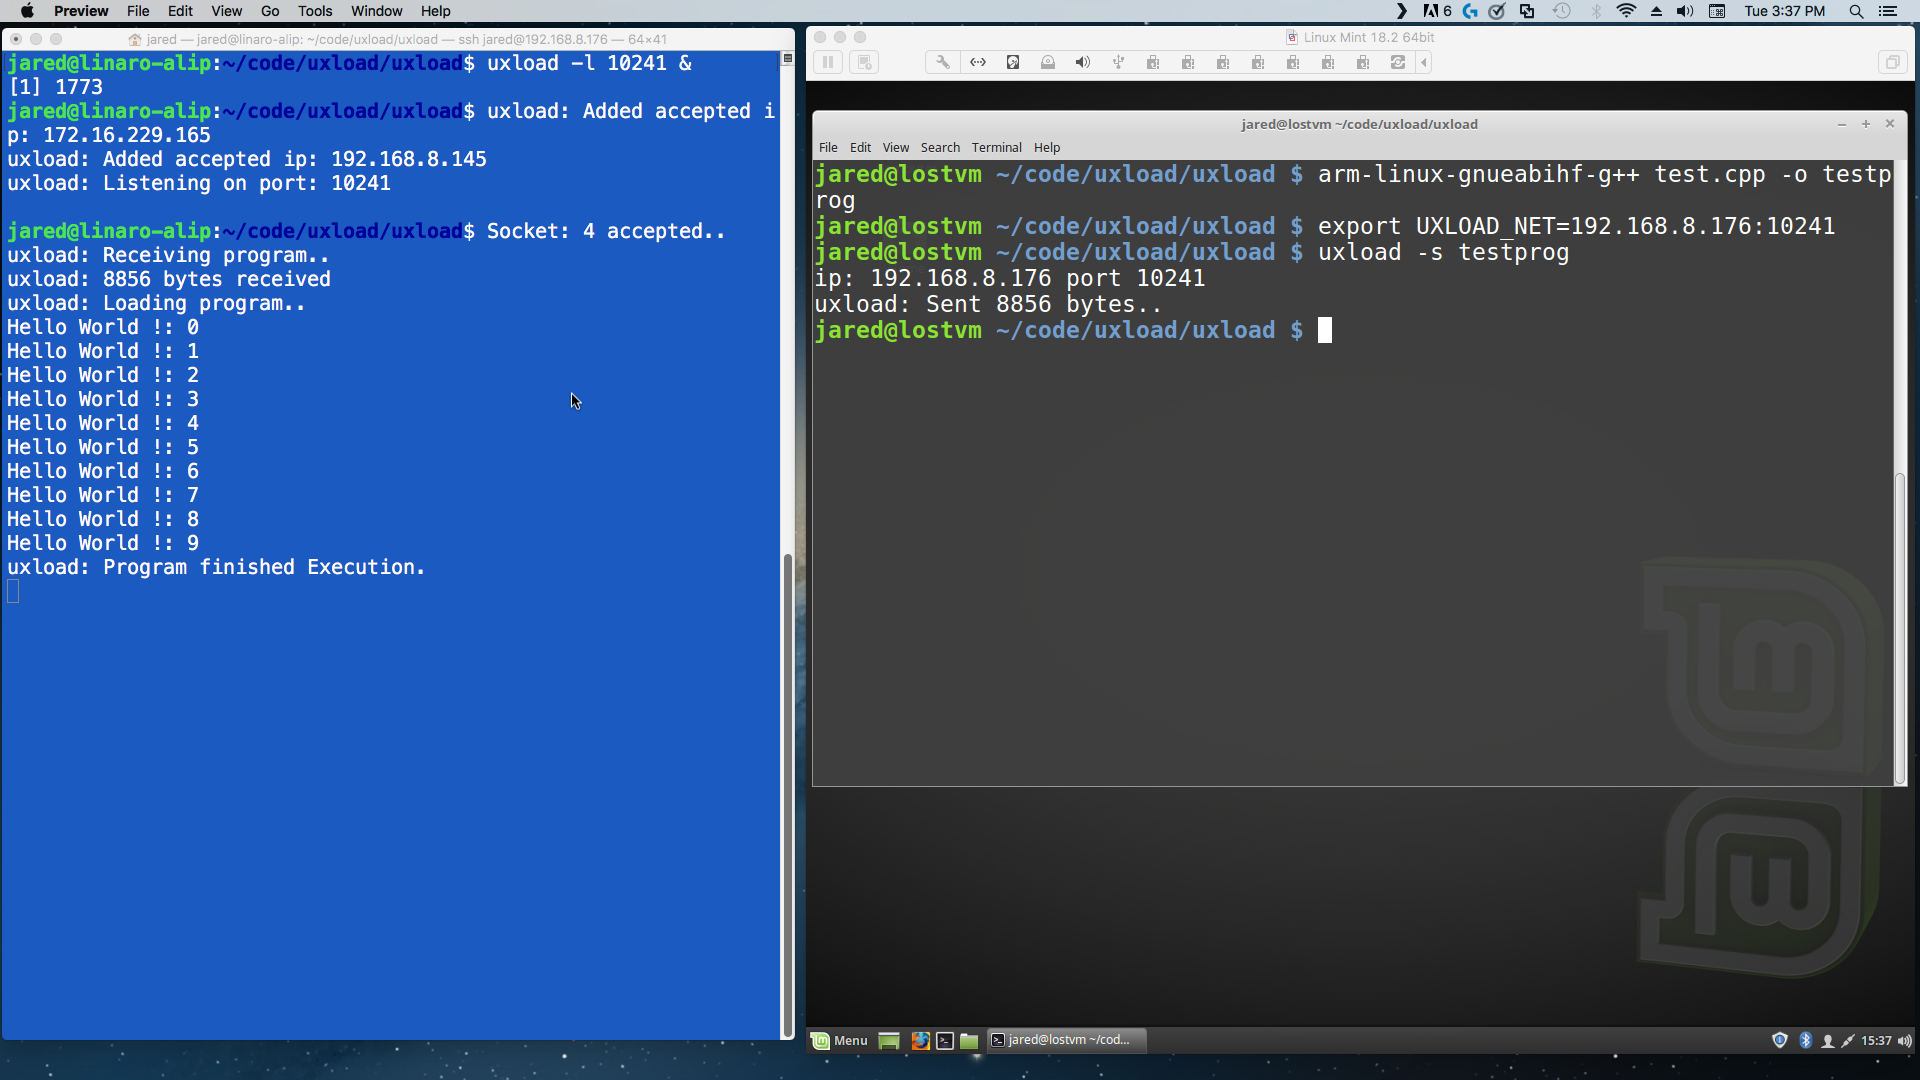 Preview File Edit View Go Tools Window Help
6 Tue 3:37 PM
jared — jared@linaro-alip: ~/code/uxload/uxload — ssh jared@192.168.8.176 — 64×41
jared@linaro-alip:~/code/uxload/uxload$ uxload -l 10241 &
[1] 1773
jared@linaro-alip:~/code/uxload/uxload$ uxload: Added accepted i
p: 172.16.229.165
uxload: Added accepted ip: 192.168.8.145
uxload: Listening on port: 10241
jared@linaro-alip:~/code/uxload/uxload$ Socket: 4 accepted..
uxload: Receiving program..
uxload: 8856 bytes received
uxload: Loading program..
Hello World !: 0
Hello World !: 1
Hello World !: 2
Hello World !: 3
Hello World !: 4
Hello World !: 5
Hello World !: 6
Hello World !: 7
Hello World !: 8
Hello World !: 9
uxload: Program finished Execution.
Linux Mint 18.2 64bit
jared@lostvm ~/code/uxload/uxload
File Edit View Search Terminal Help
jared@lostvm ~/code/uxload/uxload $ arm-linux-gnueabihf-g++ test.cpp -o testp
rog
jared@lostvm ~/code/uxload/uxload $ export UXLOAD_NET=192.168.8.176:10241
jared@lostvm ~/code/uxload/uxload $ uxload -s testprog
ip: 192.168.8.176 port 10241
uxload: Sent 8856 bytes..
jared@lostvm ~/code/uxload/uxload $
Menu jared@lostvm ~/cod... 15:37